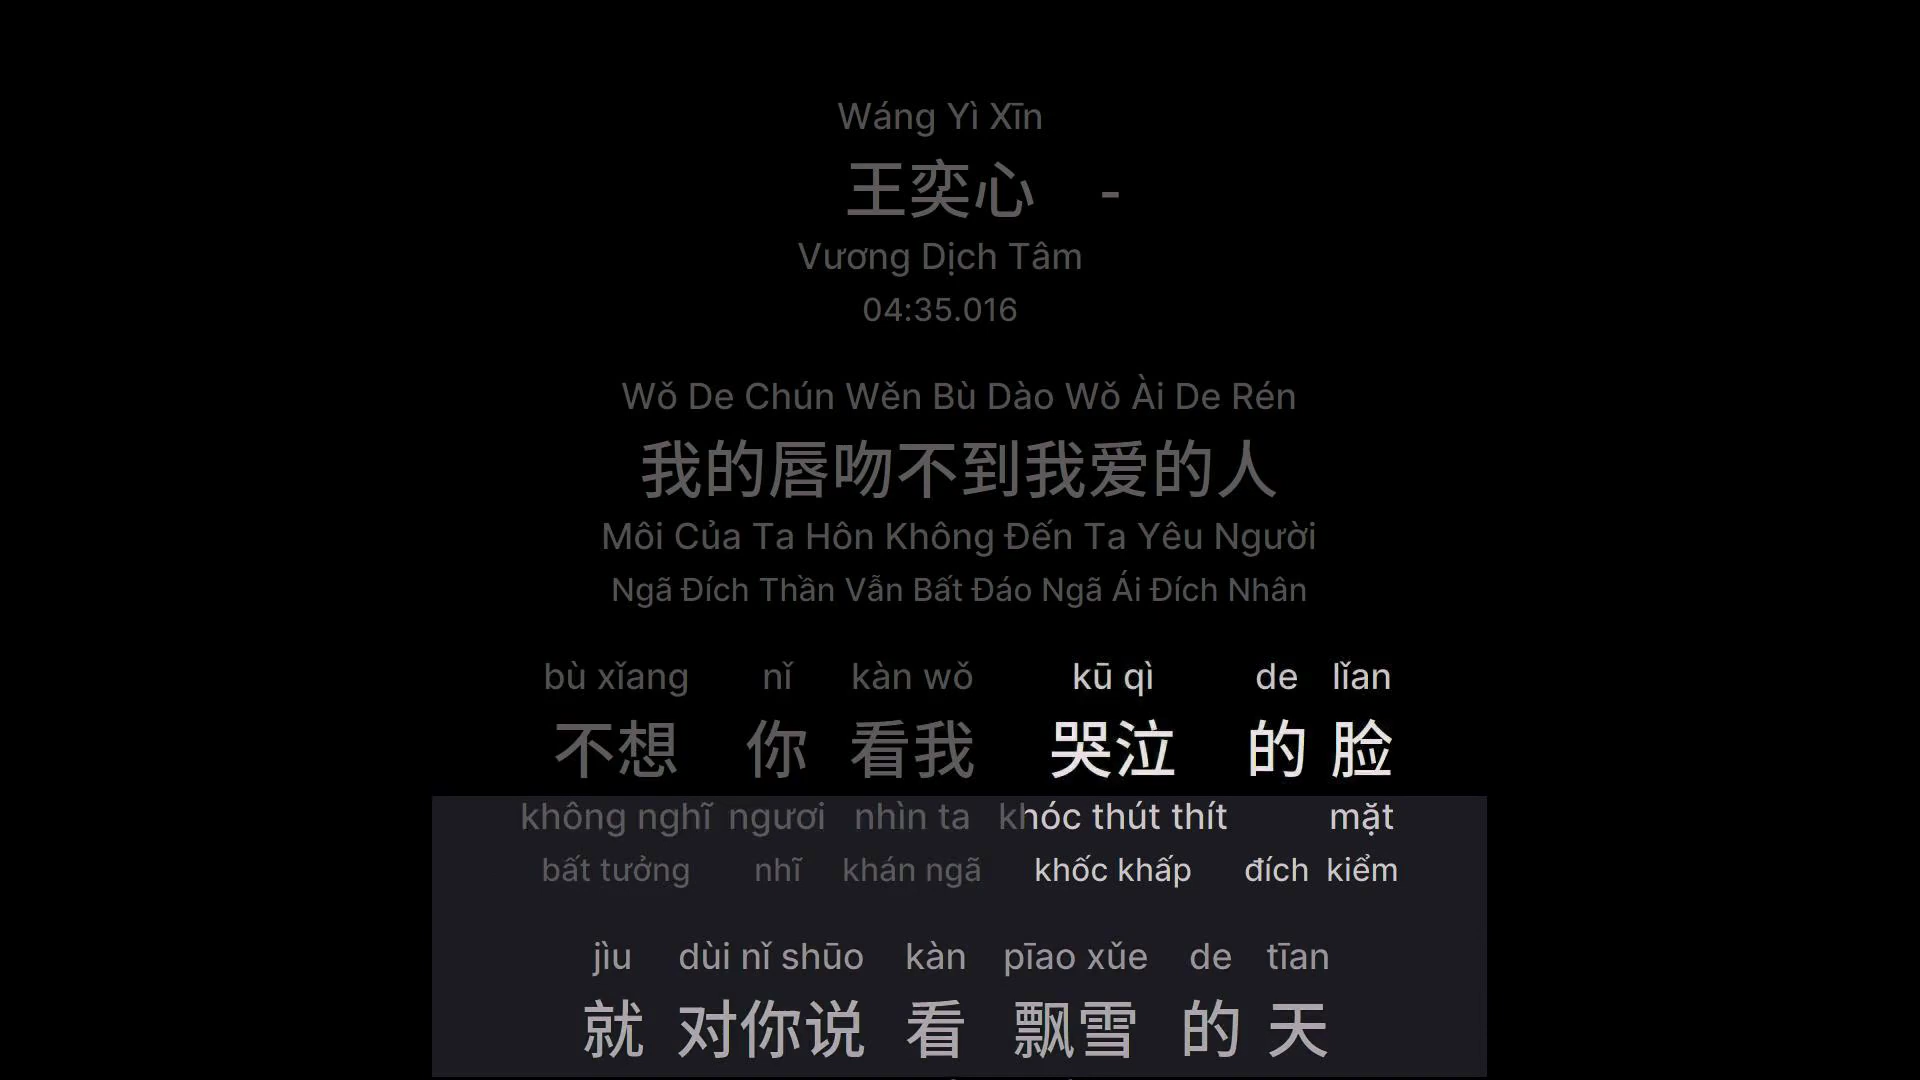 Wáng Yì Xīn
王奕心 -
Vương Dịch Tâm
04:35.016
Wǒ De Chún Wěn Bù Dào Wǒ Ài De Rén
我的唇吻不到我爱的人
Môi Của Ta Hôn Không Đến Ta Yêu Người
Ngã Đích Thần Vẫn Bất Đáo Ngã Ái Đích Nhân
bù xǐang nǐ kàn wǒ kū qì de lǐan
不想 你 看我 哭泣 的 脸
không nghĩ ngươi nhìn ta khóc thút thít mặt
bất tưởng nhĩ khán ngã khốc khấp đích kiểm
jìu dùi nǐ shūo kàn pīao xǔe de tīan
就 对你说 看 飘雪 的 天